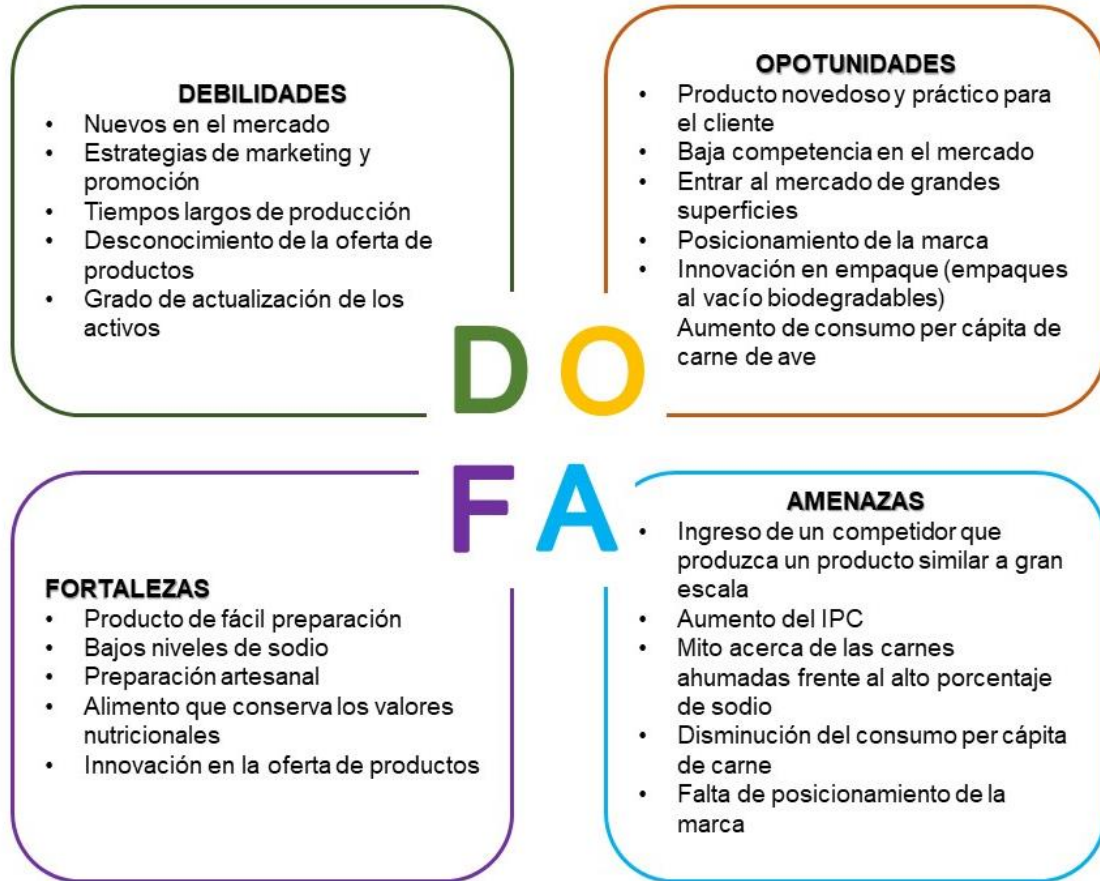 DEBILIDADES
• Nuevos en el mercado
• Estrategias de marketing y
promoción
• Tiempos largos de producción
• Desconocimiento de la oferta de
productos
• Grado de actualización de los
activos
OPOTUNIDADES
• Producto novedoso y práctico para
el cliente
• Baja competencia en el mercado
• Entrar al mercado de grandes
superficies
• Posicionamiento de la marca
• Innovación en empaque (empaques
al vacío biodegradables)
Aumento de consumo per cápita de
carne de ave
D O
F A
FORTALEZAS
• Producto de fácil preparación
• Bajos niveles de sodio
• Preparación artesanal
• Alimento que conserva los valores
nutricionales
• Innovación en la oferta de productos
AMENAZAS
• Ingreso de un competidor que
produzca un producto similar a gran
escala
• Aumento del IPC
• Mito acerca de las carnes
ahumadas frente al alto porcentaje
de sodio
• Disminución del consumo per cápita
de carne
• Falta de posicionamiento de la
marca